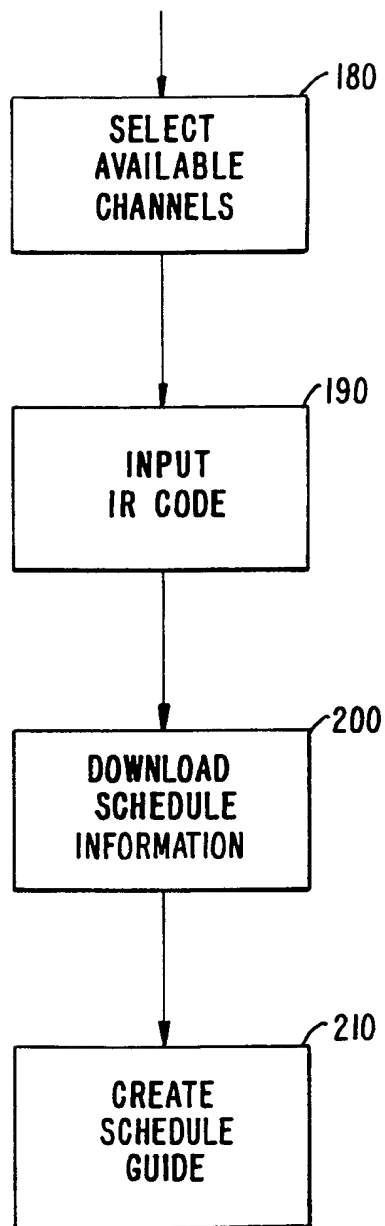 180
SELECT
AVAILABLE
CHANNELS
190
INPUT
IR CODE
200
DOWNLOAD
SCHEDULE
INFORMATION
210
CREATE
SCHEDULE
GUIDE